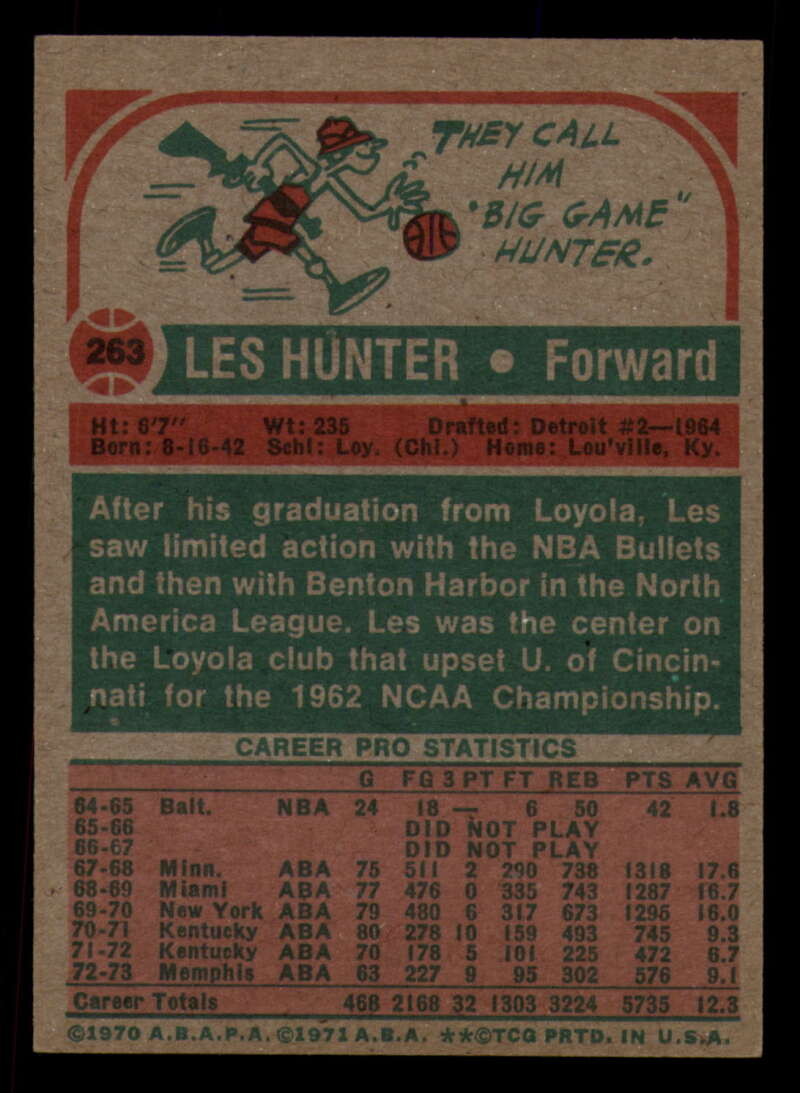 THEY CALL
HIM
"BIG GAME"
HUNTER.
263 LES HUNTER • Forward
Ht: 6'7" Wt: 235 Drafted: Detroit #2—1964
Born: 8-16-42 Schl: Loy. (Chi.) Home: Lou'ville, Ky.
After his graduation from Loyola, Les
saw limited action with the NBA Bullets
and then with Benton Harbor in the North
America League. Les was the center on
the Loyola club that upset U. of Cincin-
nati for the 1962 NCAA Championship.
CAREER PRO STATISTICS
G FG 3 PT FT REB PTS AVG
64-65 Balt. NBA 24 18 — 6 50 42 1.8
65-66 DID NOT PLAY
66-67 DID NOT PLAY
67-68 Minn. ABA 75 511 2 290 738 1318 17.6
68-69 Miami ABA 77 476 0 335 743 1287 16.7
69-70 New York ABA 79 480 6 317 673 1295 16.0
70-71 Kentucky ABA 80 278 10 159 493 745 9.3
71-72 Kentucky ABA 70 178 5 101 225 472 6.7
72-73 Memphis ABA 63 227 9 95 302 576 9.1
Career Totals 468 2168 32 1303 3224 5735 12.3
©1970 A.B.A.P.A. ©1971 A.B.A. **©TCG PRTD. IN U.S.A.